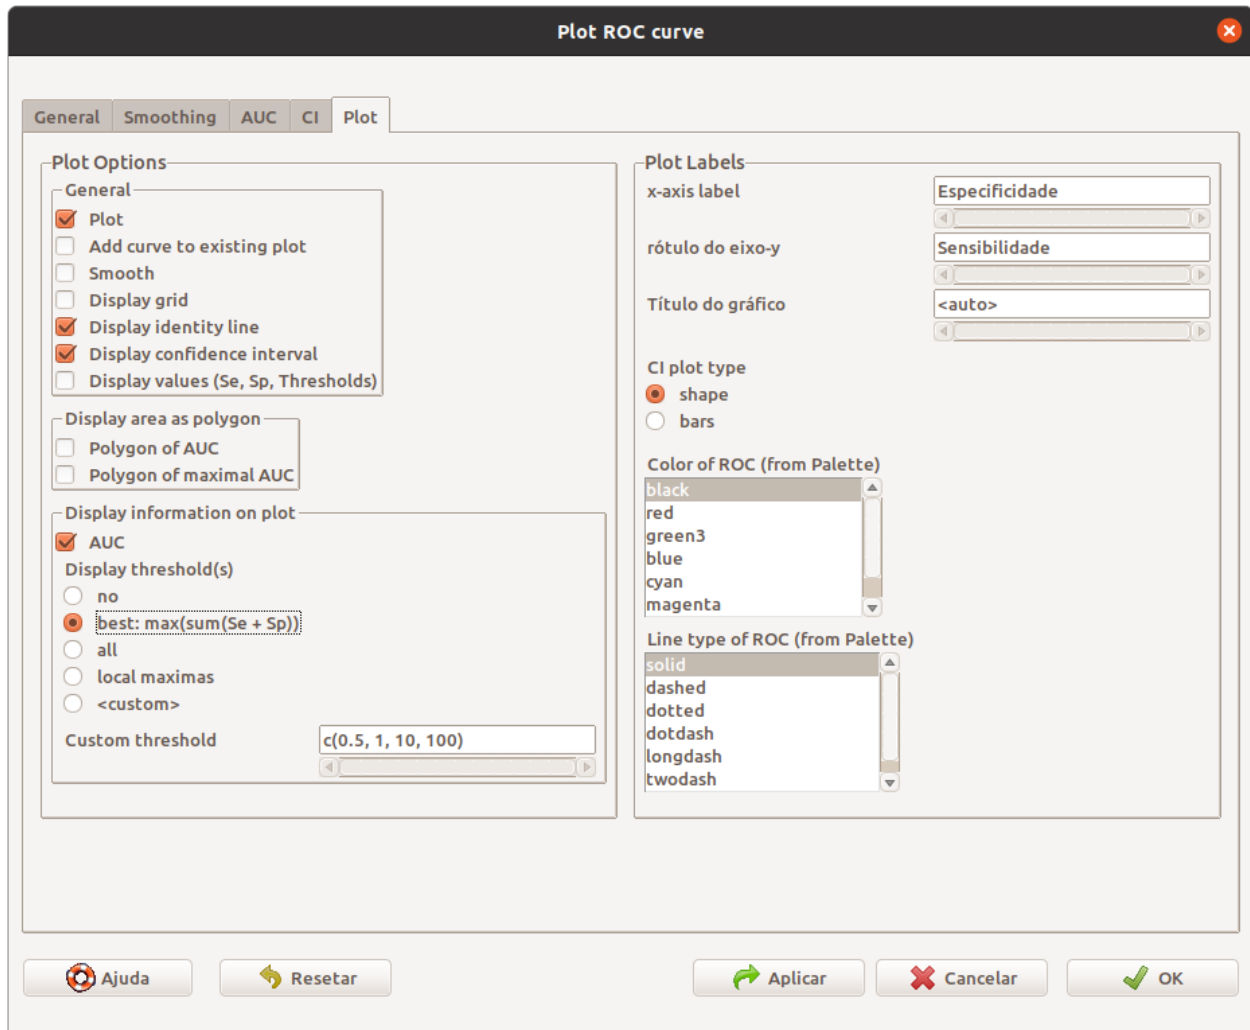 Plot ROC curve
General
Smoothing
AUC
CI
Plot
Plot Options
General
Plot
Add curve to existing plot
Smooth
Display grid
Display identity line
Display confidence interval
Display values (Se, Sp, Thresholds)
Display area as polygon
Polygon of AUC
Polygon of maximal AUC
Display information on plot
AUC
Display threshold(s)
no
best: max(sum(Se + Sp))
all
local maximas
<custom>
Custom threshold
c(0.5, 1, 10, 100)
Plot Labels
x-axis label
Especificidade
rótulo do eixo-y
Sensibilidade
Título do gráfico
<auto>
CI plot type
shape
bars
Color of ROC (from Palette)
black
red
green3
blue
cyan
magenta
Line type of ROC (from Palette)
solid
dashed
dotted
dotdash
longdash
twodash
Ajuda
Resetar
Aplicar
Cancelar
OK